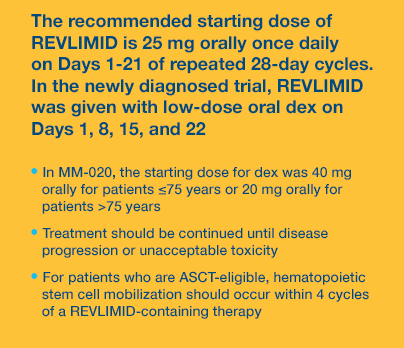 The recommended starting dose of
REVLIMID is 25 mg orally once daily
on Days 1-21 of repeated 28-day cycles.
In the newly diagnosed trial, REVLIMID
was given with low-dose oral dex on
Days 1, 8, 15, and 22
• In MM-020, the starting dose for dex was 40 mg
orally for patients ≤75 years or 20 mg orally for
patients >75 years
• Treatment should be continued until disease
progression or unacceptable toxicity
• For patients who are ASCT-eligible, hematopoietic
stem cell mobilization should occur within 4 cycles
of a REVLIMID-containing therapy